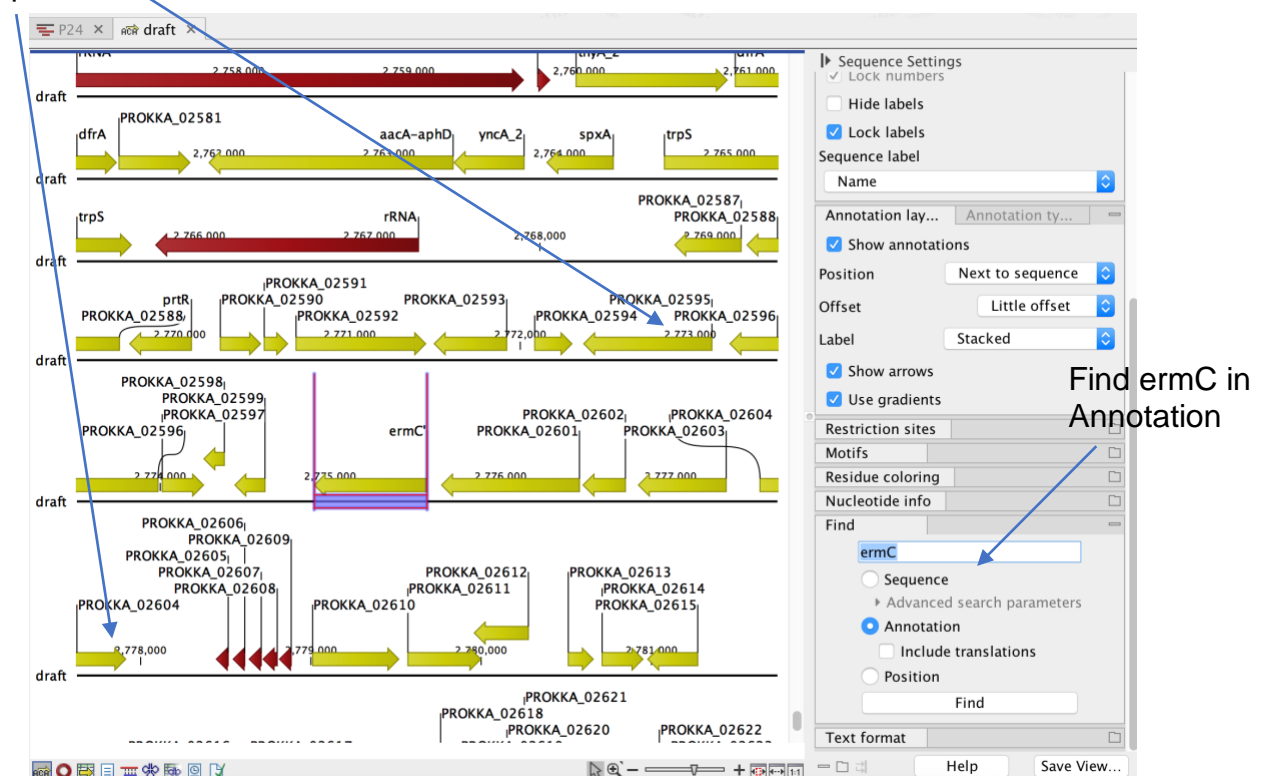 P24 × draft ×
2,758,000 2,759,000 2,760,000 2,761,000
draft
PROKKA_02581
dfrA aacA-aphD yncA_2 spxA trpS
2,763,000 2,765,000
draft
PROKKA_02587
trpS rRNA PROKKA_02588
2,766,000 2,767,000 2,768,000 2,769,000
draft
PROKKA_02591
prtR PROKKA_02590 PROKKA_02593 PROKKA_02595
PROKKA_02588 PROKKA_02592 PROKKA_02594 PROKKA_02596
2,770,000 2,771,000 2,772,000 2,773,000
draft
PROKKA_02598
PROKKA_02599
PROKKA_02597 PROKKA_02602 PROKKA_02604
PROKKA_02596 ermC' PROKKA_02601 PROKKA_02603
2,774,000 2,775,000 2,776,000 2,777,000
draft
PROKKA_02606
PROKKA_02609
PROKKA_02605
PROKKA_02607 PROKKA_02612 PROKKA_02613
PROKKA_02608 PROKKA_02611 PROKKA_02614
PROKKA_02604 PROKKA_02610 PROKKA_02615
2,778,000 2,779,000 2,780,000 2,781,000
draft
PROKKA_02621
PROKKA_02618
PROKKA_02620 PROKKA_02622
Sequence Settings
Lock numbers
Hide labels
Lock labels
Sequence label
Name
Annotation lay... Annotation ty...
Show annotations
Position Next to sequence
Offset Little offset
Label Stacked
Show arrows
Use gradients
Restriction sites
Motifs
Residue coloring
Nucleotide info
Find
ermC
Sequence
Advanced search parameters
Annotation
Include translations
Position
Find
Text format
Help Save View...
Find ermC in
Annotation